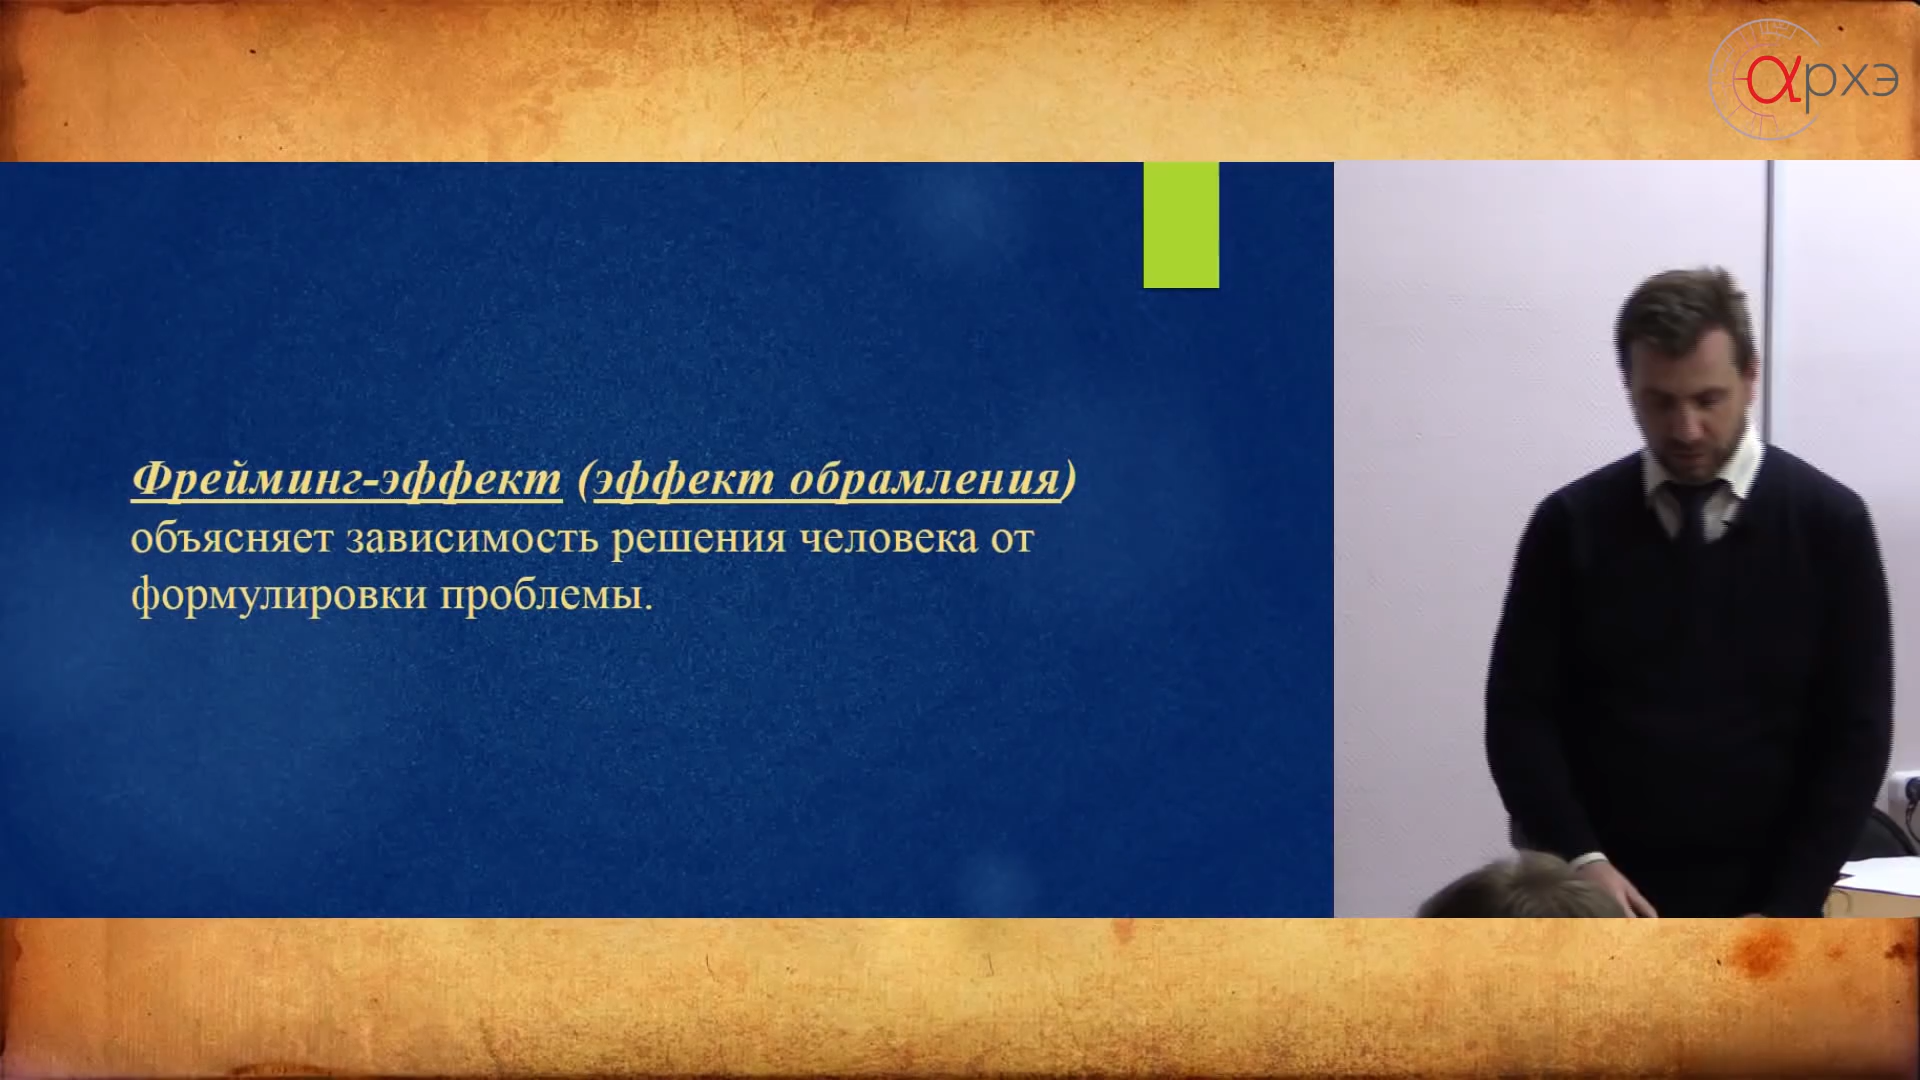 αрхэ
Фрейминг-эффект (эффект обрамления)
объясняет зависимость решения человека от
формулировки проблемы.